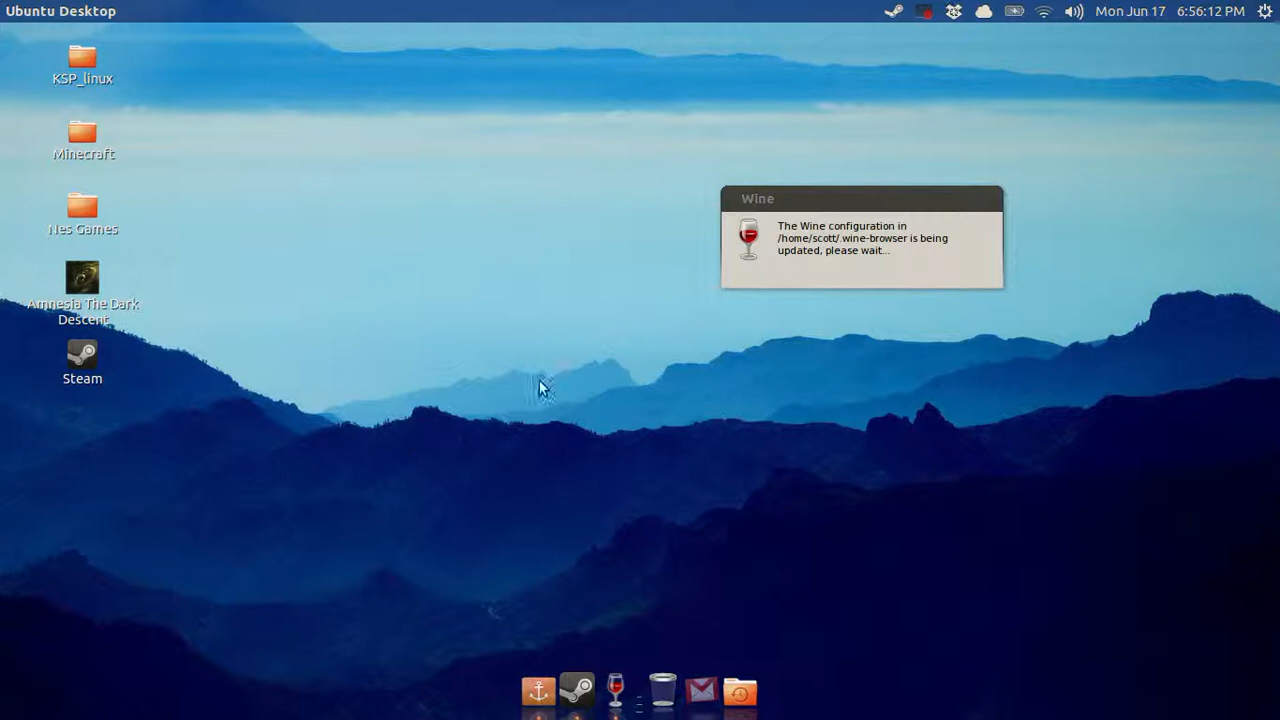 Ubuntu Desktop
Mon Jun 17 6:56:12 PM
KSP_linux
Minecraft
Nes Games
Amnesia The Dark
Descent
Steam
Wine
The Wine configuration in
/home/scott/.wine-browser is being
updated, please wait...